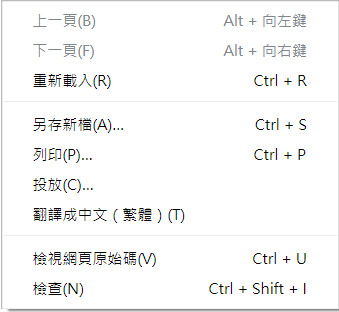 上一頁(B) Alt + 向左鍵
下一頁(F) Alt + 向右鍵
重新載入(R) Ctrl + R
另存新檔(A)... Ctrl + S
列印(P)... Ctrl + P
投放(C)...
翻譯成中文（繁體）(T)
檢視網頁原始碼(V) Ctrl + U
檢查(N) Ctrl + Shift + I